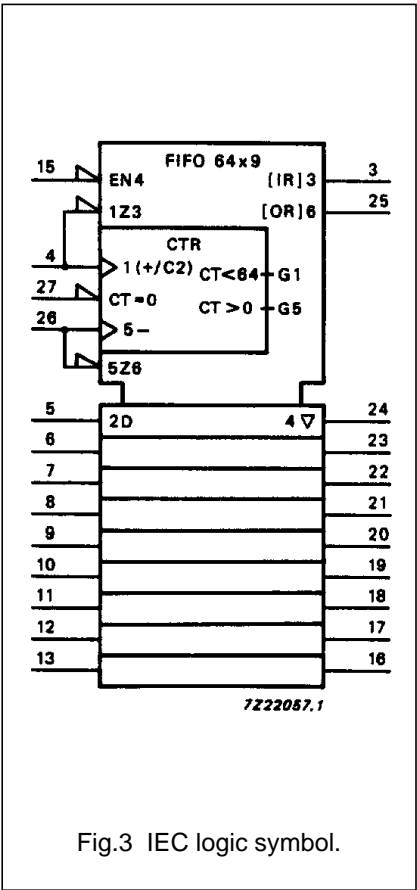 FIFO 64x9
15 EN4 [IR]3 3
1Z3 [OR]6 25
CTR
4 1(+/C2) CT<64 G1
27 CT=0 CT>0 G5
26 5−
5Z6
5 2D 4 ▽ 24
6 23
7 22
8 21
9 20
10 19
11 18
12 17
13 16
7Z22057.1
Fig.3 IEC logic symbol.